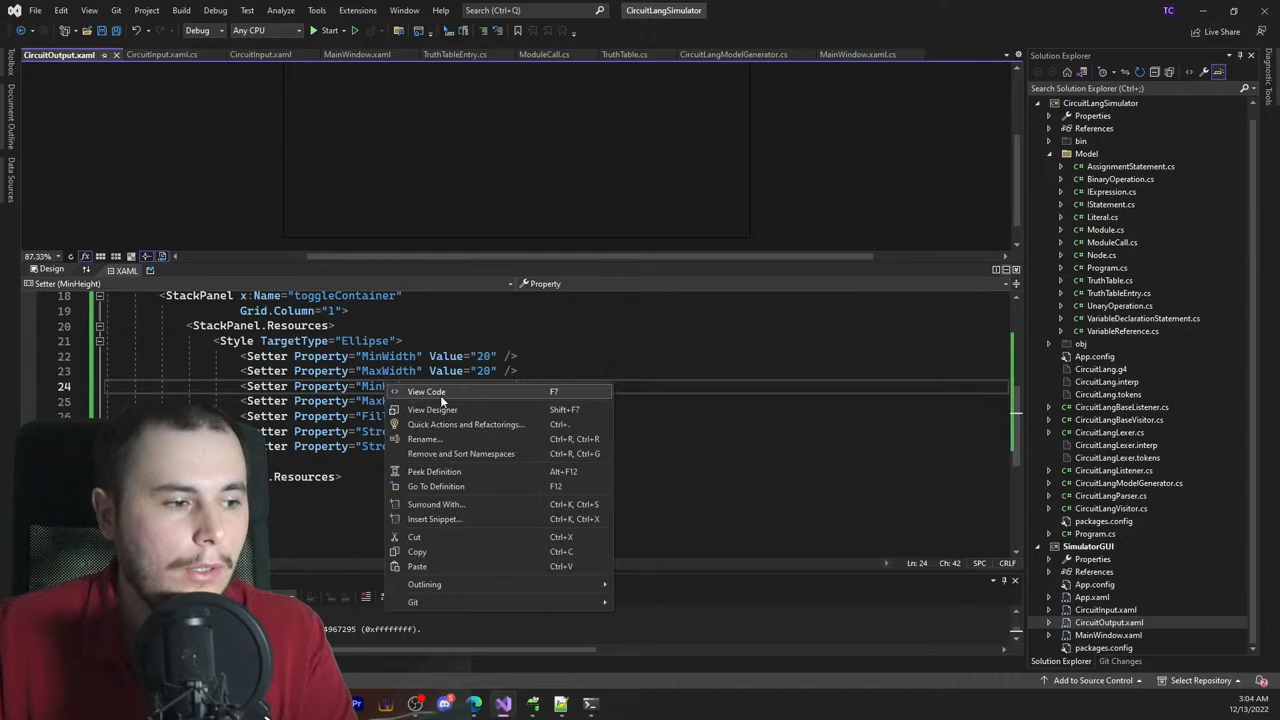 File Edit View Git Project Build Debug Test Analyze Tools Extensions Window Help Search (Ctrl+Q) CircuitLangSimulator TC
Debug Any CPU Start Live Share
CircuitOutput.xaml CircuitInput.xaml.cs CircuitInput.xaml MainWindow.xaml TruthTableEntry.cs ModuleCall.cs TruthTable.cs CircuitLangModelGenerator.cs MainWindow.xaml.cs
Toolbox
Document Outline
Data Sources
87.33%
Design XAML
Setter (MinHeight) Property
18 <StackPanel x:Name="toggleContainer"
19 Grid.Column="1">
20 <StackPanel.Resources>
21 <Style TargetType="Ellipse">
22 <Setter Property="MinWidth" Value="20" />
23 <Setter Property="MaxWidth" Value="20" />
24 <Setter Property="Min
25 <Setter Property="Max
26 <Setter Property="Fill
<Setter Property="Str
<Setter Property="Str
.Resources>
View Code F7
View Designer Shift+F7
Quick Actions and Refactorings... Ctrl+.
Rename... Ctrl+R, Ctrl+R
Remove and Sort Namespaces Ctrl+R, Ctrl+G
Peek Definition Alt+F12
Go To Definition F12
Surround With... Ctrl+K, Ctrl+S
Insert Snippet... Ctrl+K, Ctrl+X
Cut Ctrl+X
Copy Ctrl+C
Paste Ctrl+V
Outlining
Git
Ln: 24 Ch: 42 SPC CRLF
4967295 (0xffffffff).
Solution Explorer
Search Solution Explorer (Ctrl+;)
CircuitLangSimulator
Properties
References
bin
Model
AssignmentStatement.cs
BinaryOperation.cs
IExpression.cs
IStatement.cs
Literal.cs
Module.cs
ModuleCall.cs
Node.cs
Program.cs
TruthTable.cs
TruthTableEntry.cs
UnaryOperation.cs
VariableDeclarationStatement.cs
VariableReference.cs
obj
App.config
CircuitLang.g4
CircuitLang.interp
CircuitLang.tokens
CircuitLangBaseListener.cs
CircuitLangBaseVisitor.cs
CircuitLangLexer.cs
CircuitLangLexer.interp
CircuitLangLexer.tokens
CircuitLangListener.cs
CircuitLangModelGenerator.cs
CircuitLangParser.cs
CircuitLangVisitor.cs
packages.config
Program.cs
SimulatorGUI
Properties
References
App.config
App.xaml
CircuitInput.xaml
CircuitOutput.xaml
MainWindow.xaml
packages.config
Solution Explorer Git Changes
Diagnostic Tools
Add to Source Control Select Repository 2
3:04 AM
12/13/2022